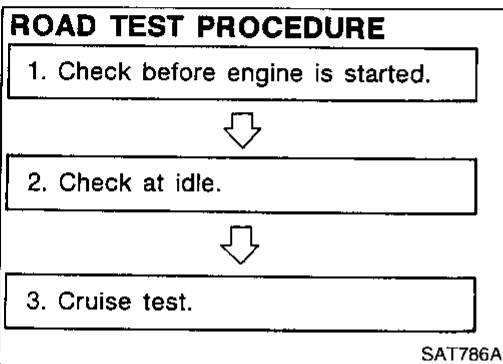 ROAD TEST PROCEDURE
1. Check before engine is started.
2. Check at idle.
3. Cruise test.
SAT786A